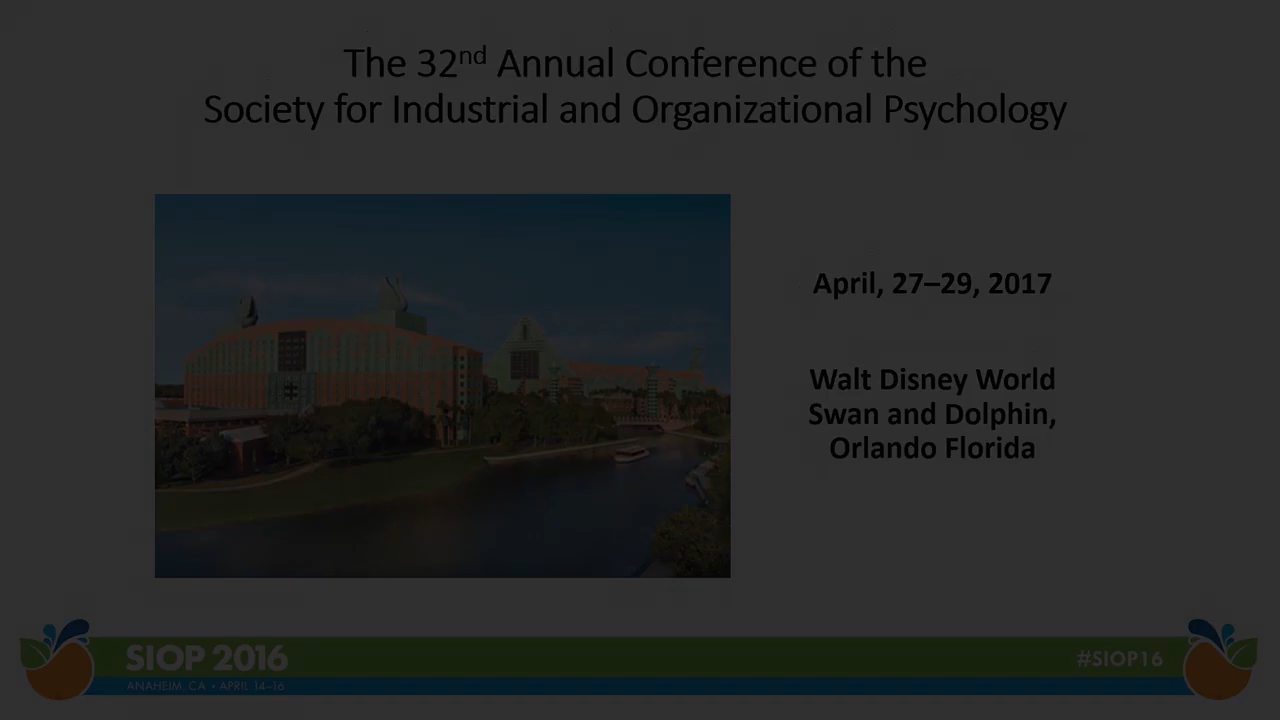 The 32nd Annual Conference of the
Society for Industrial and Organizational Psychology
April, 27–29, 2017
Walt Disney World
Swan and Dolphin,
Orlando Florida
SIOP 2016
#SIOP16
ANAHEIM, CA • APRIL 14–16